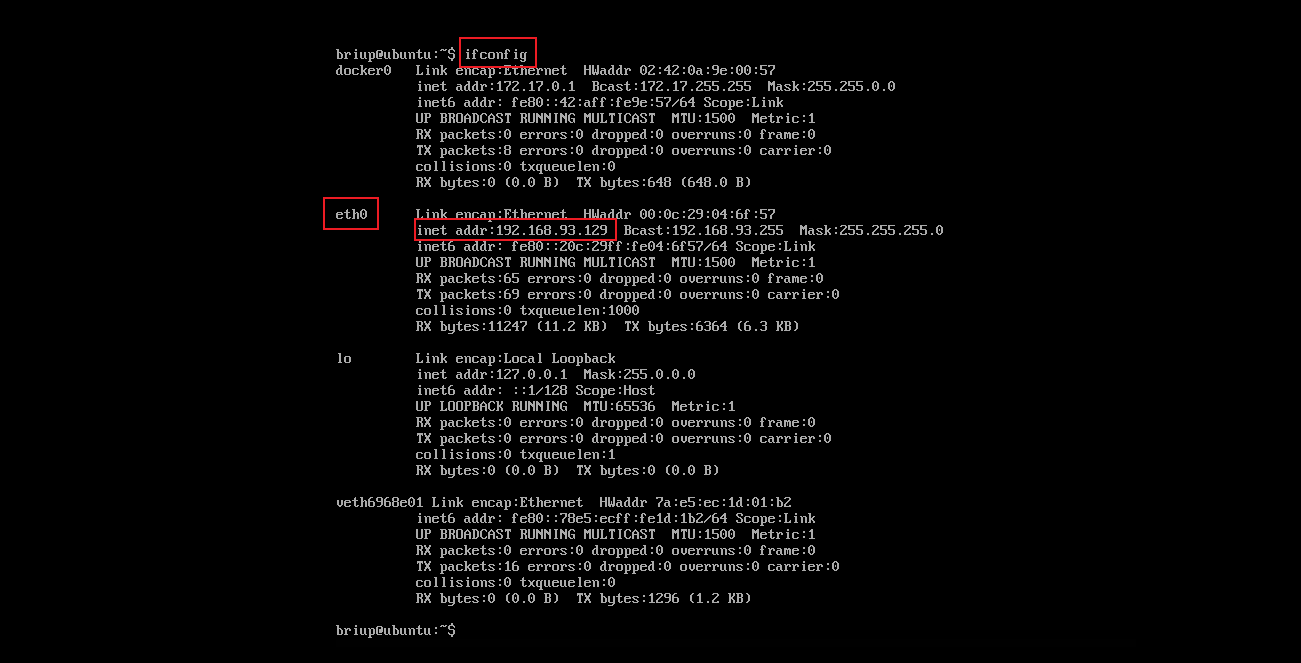 briup@ubuntu:~$ ifconfig
docker0   Link encap:Ethernet  HWaddr 02:42:0a:9e:00:57
          inet addr:172.17.0.1  Bcast:172.17.255.255  Mask:255.255.0.0
          inet6 addr: fe80::42:aff:fe9e:57/64 Scope:Link
          UP BROADCAST RUNNING MULTICAST  MTU:1500  Metric:1
          RX packets:0 errors:0 dropped:0 overruns:0 frame:0
          TX packets:8 errors:0 dropped:0 overruns:0 carrier:0
          collisions:0 txqueuelen:0
          RX bytes:0 (0.0 B)  TX bytes:648 (648.0 B)

eth0      Link encap:Ethernet  HWaddr 00:0c:29:04:6f:57
          inet addr:192.168.93.129  Bcast:192.168.93.255  Mask:255.255.255.0
          inet6 addr: fe80::20c:29ff:fe04:6f57/64 Scope:Link
          UP BROADCAST RUNNING MULTICAST  MTU:1500  Metric:1
          RX packets:65 errors:0 dropped:0 overruns:0 frame:0
          TX packets:69 errors:0 dropped:0 overruns:0 carrier:0
          collisions:0 txqueuelen:1000
          RX bytes:11247 (11.2 KB)  TX bytes:6364 (6.3 KB)

lo        Link encap:Local Loopback
          inet addr:127.0.0.1  Mask:255.0.0.0
          inet6 addr: ::1/128 Scope:Host
          UP LOOPBACK RUNNING  MTU:65536  Metric:1
          RX packets:0 errors:0 dropped:0 overruns:0 frame:0
          TX packets:0 errors:0 dropped:0 overruns:0 carrier:0
          collisions:0 txqueuelen:1
          RX bytes:0 (0.0 B)  TX bytes:0 (0.0 B)

veth6968e01 Link encap:Ethernet  HWaddr 7a:e5:ec:1d:01:b2
          inet6 addr: fe80::78e5:ecff:fe1d:1b2/64 Scope:Link
          UP BROADCAST RUNNING MULTICAST  MTU:1500  Metric:1
          RX packets:0 errors:0 dropped:0 overruns:0 frame:0
          TX packets:16 errors:0 dropped:0 overruns:0 carrier:0
          collisions:0 txqueuelen:0
          RX bytes:0 (0.0 B)  TX bytes:1296 (1.2 KB)

briup@ubuntu:~$